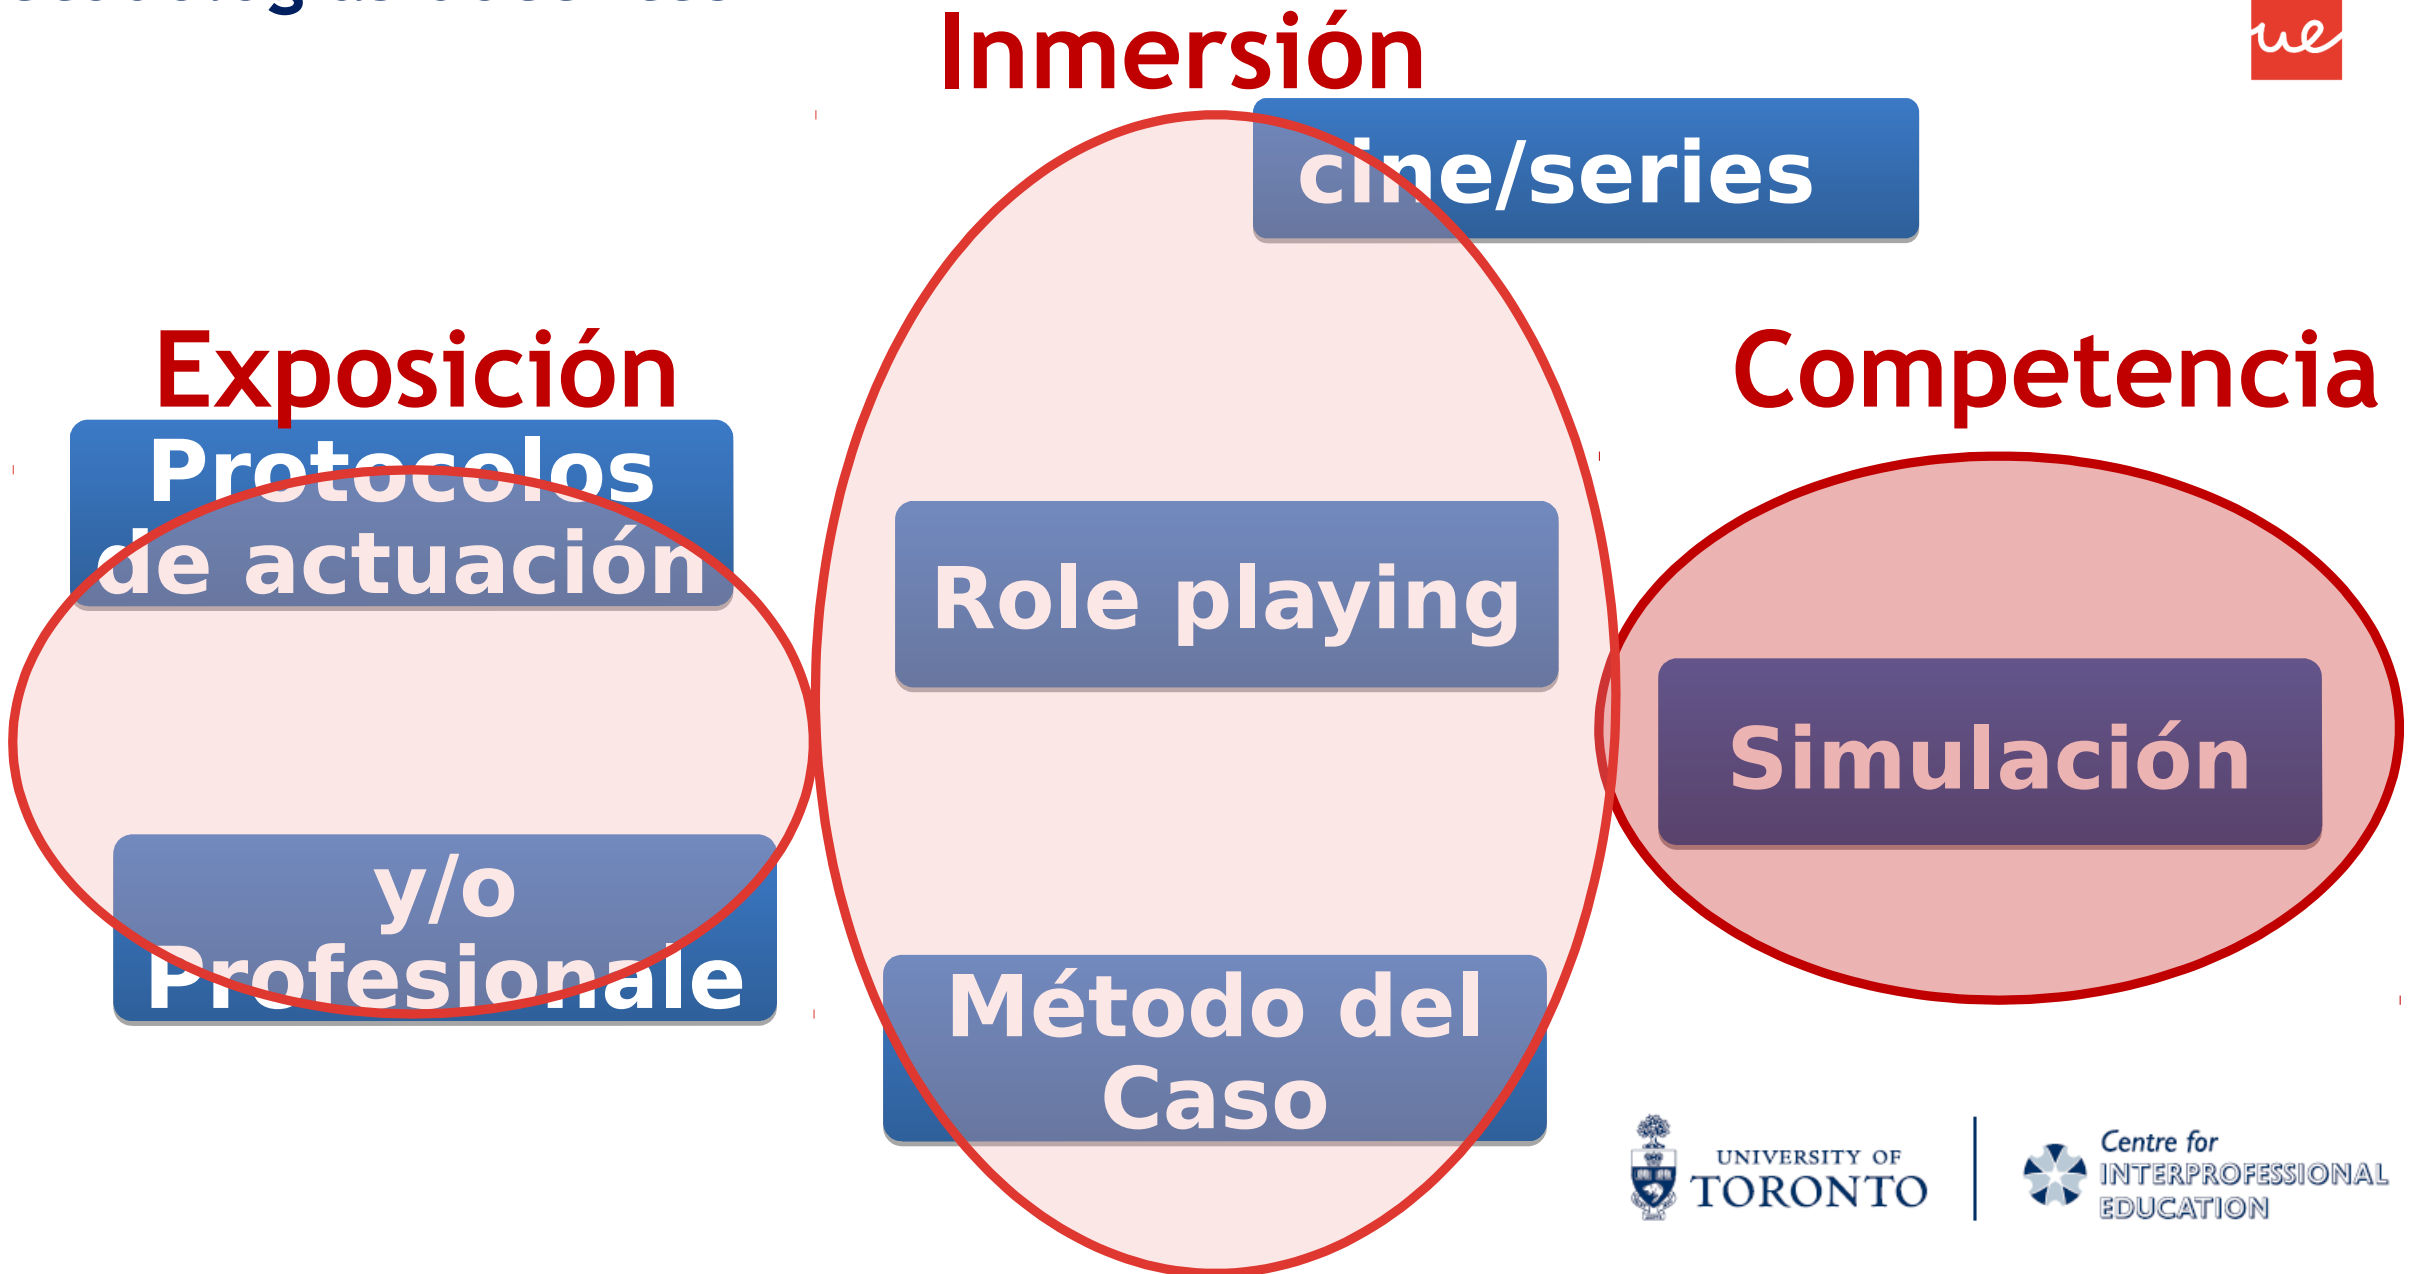 Inmersión
ue
cine/series
Exposición
Protocolos
de actuación
y/o
Profesionale
Role playing
Método del
Caso
Competencia
Simulación
UNIVERSITY OF
TORONTO
Centre for
INTERPROFESSIONAL
EDUCATION